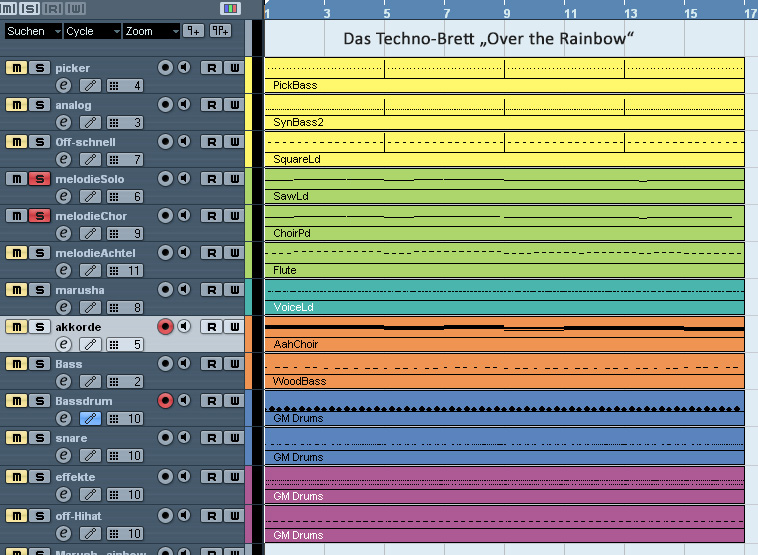 M S R W
1 3 5 7 9 11 13 15 17
Suchen Cycle Zoom
Das Techno-Brett „Over the Rainbow“
M S picker R W
e 4 PickBass
M S analog R W
e 3 SynBass2
M S Off-schnell R W
e 7 SquareLd
M S melodieSolo R W
e 6 SawLd
M S melodieChor R W
e 9 ChoirPd
M S melodieAchtel R W
e 11 Flute
M S marusha R W
e 8 VoiceLd
M S akkorde R W
e 5 AahChoir
M S Bass R W
e 2 WoodBass
M S Bassdrum R W
e 10 GM Drums
M S snare R W
e 10 GM Drums
M S effekte R W
e 10 GM Drums
M S off-Hihat R W
e 10 GM Drums